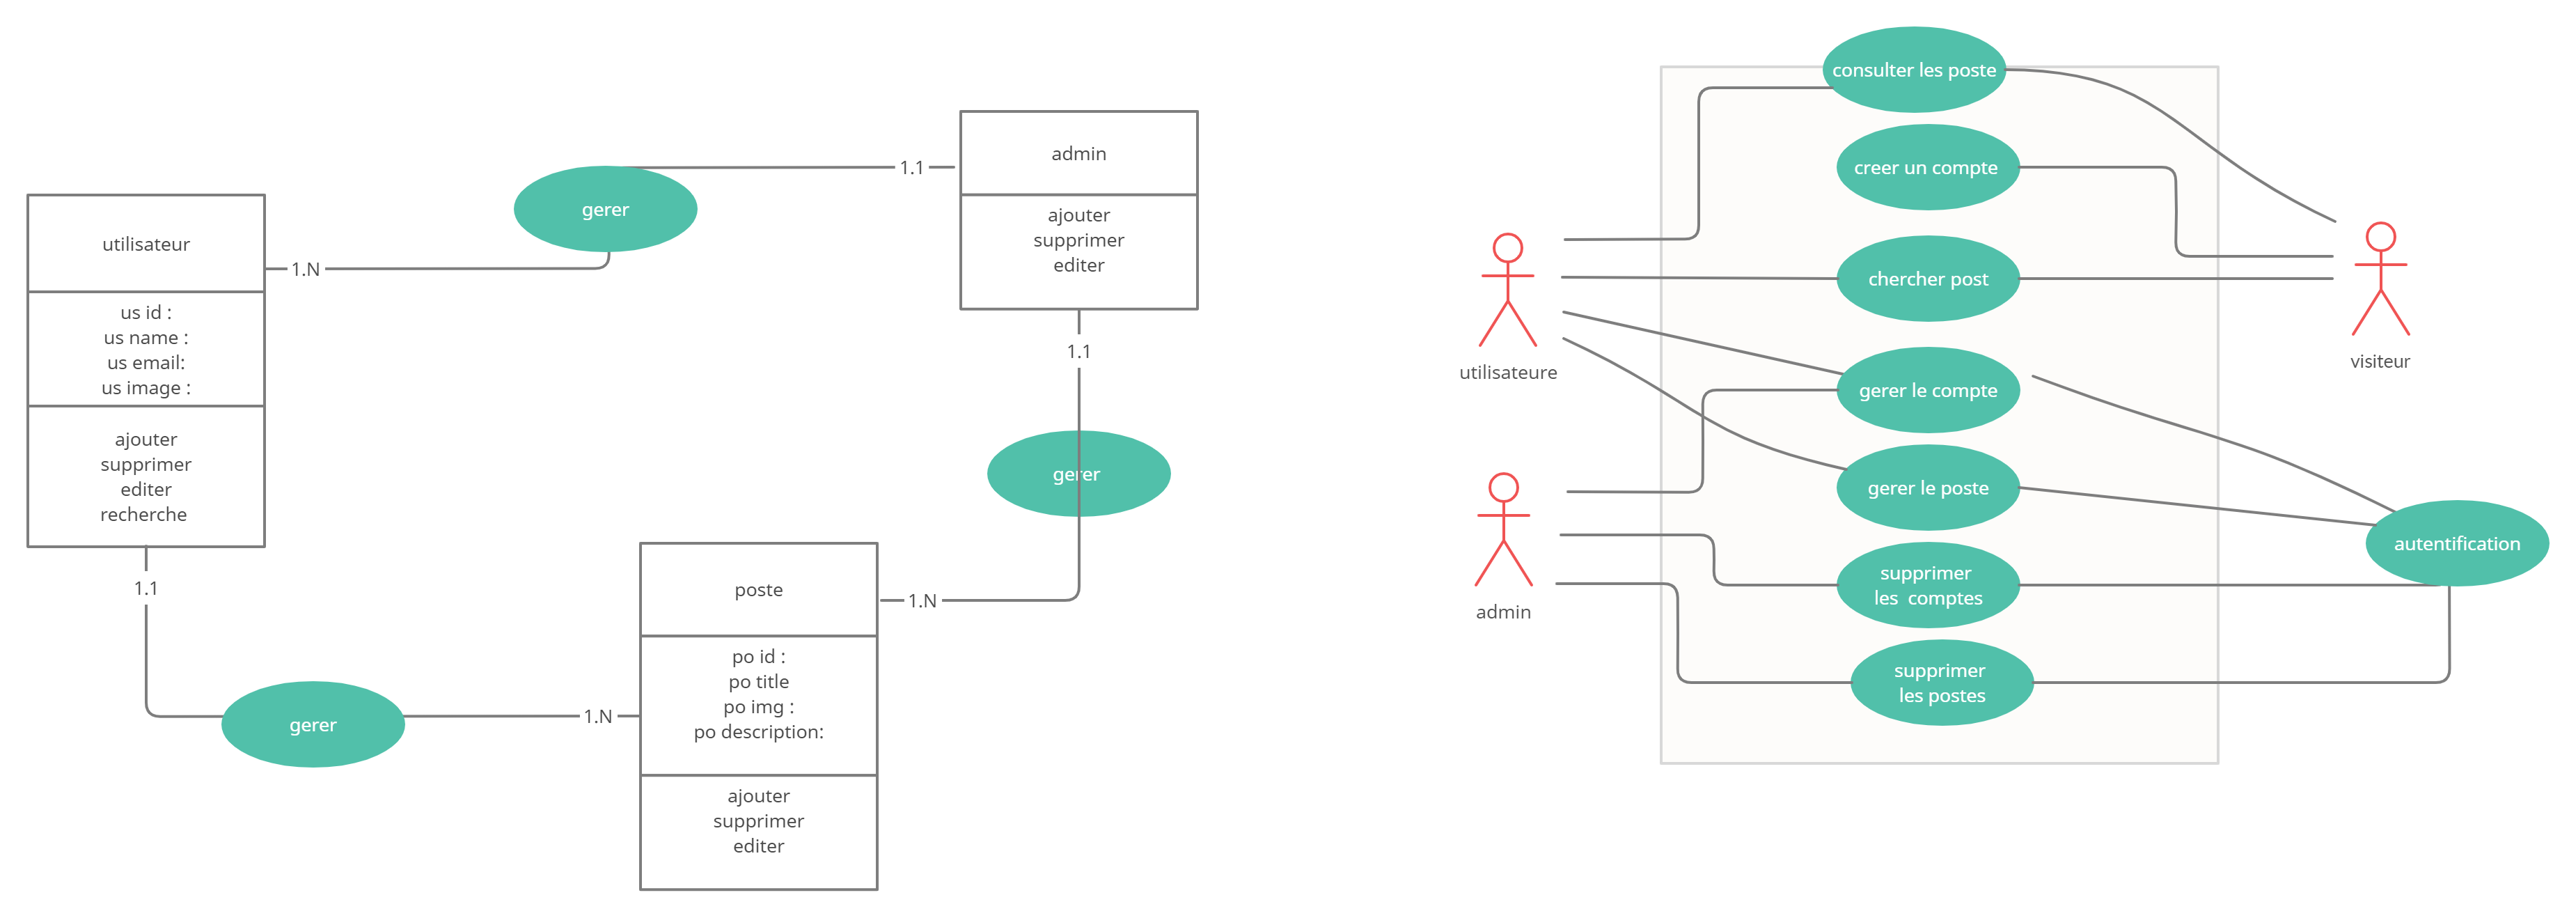 utilisateur
us id :
us name :
us email:
us image :
ajouter
supprimer
editer
recherche
1.N
gerer
1.1
admin
ajouter
supprimer
editer
1.1
gerer
1.N
poste
po id :
po title
po img :
po description:
ajouter
supprimer
editer
1.1
gerer
1.N
consulter les poste
creer un compte
chercher post
gerer le compte
gerer le poste
supprimer
les comptes
supprimer
les postes
utilisateure
admin
visiteur
autentification